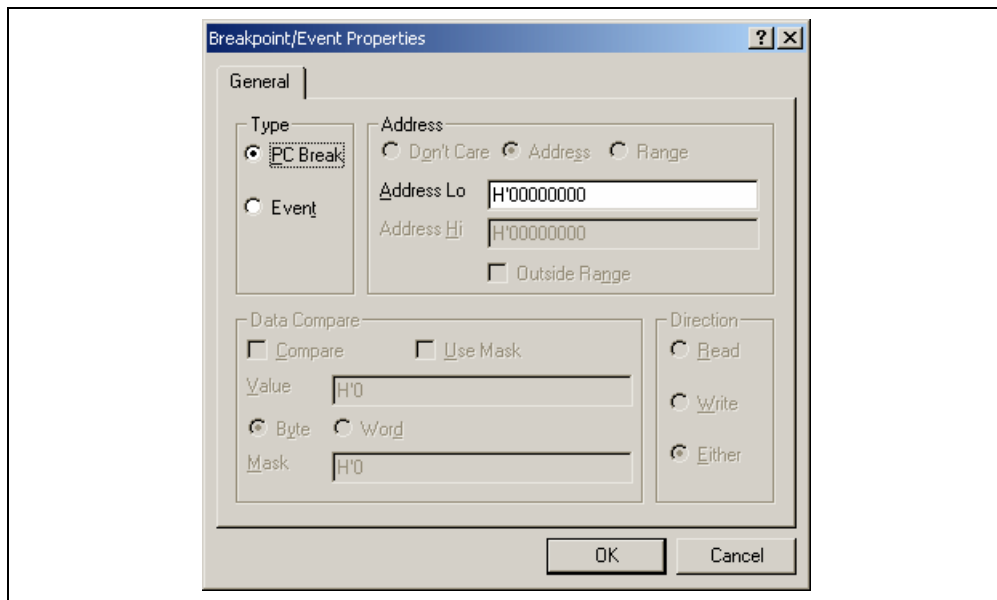 Breakpoint/Event Properties
General
Type
PC Break
Event
Address
Don't Care Address Range
Address Lo H'00000000
Address Hi H'00000000
Outside Range
Data Compare
Compare Use Mask
Value H'0
Byte Word
Mask H'0
Direction
Read
Write
Either
OK Cancel